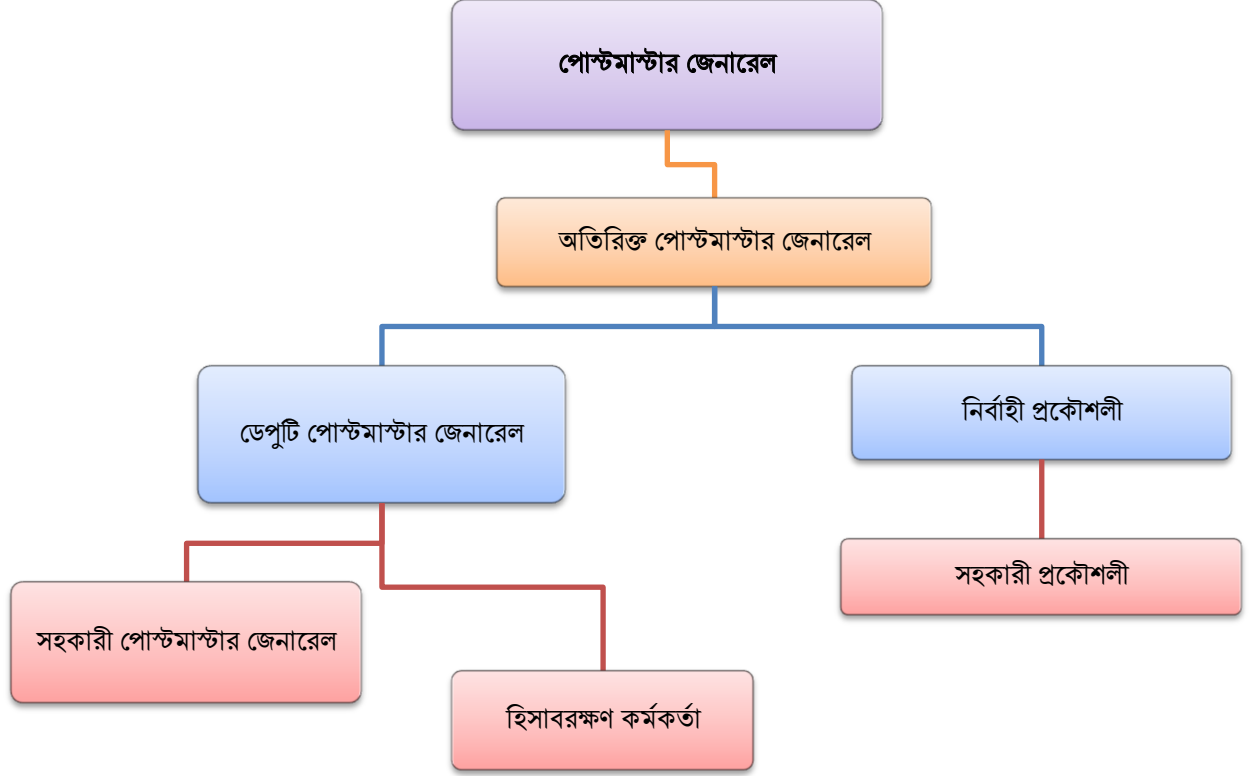 পোস্টমাস্টার জেনারেল
অতিরিক্ত পোস্টমাস্টার জেনারেল
ডেপুটি পোস্টমাস্টার জেনারেল
নির্বাহী প্রকৌশলী
সহকারী পোস্টমাস্টার জেনারেল
সহকারী প্রকৌশলী
হিসাবরক্ষণ কর্মকর্তা